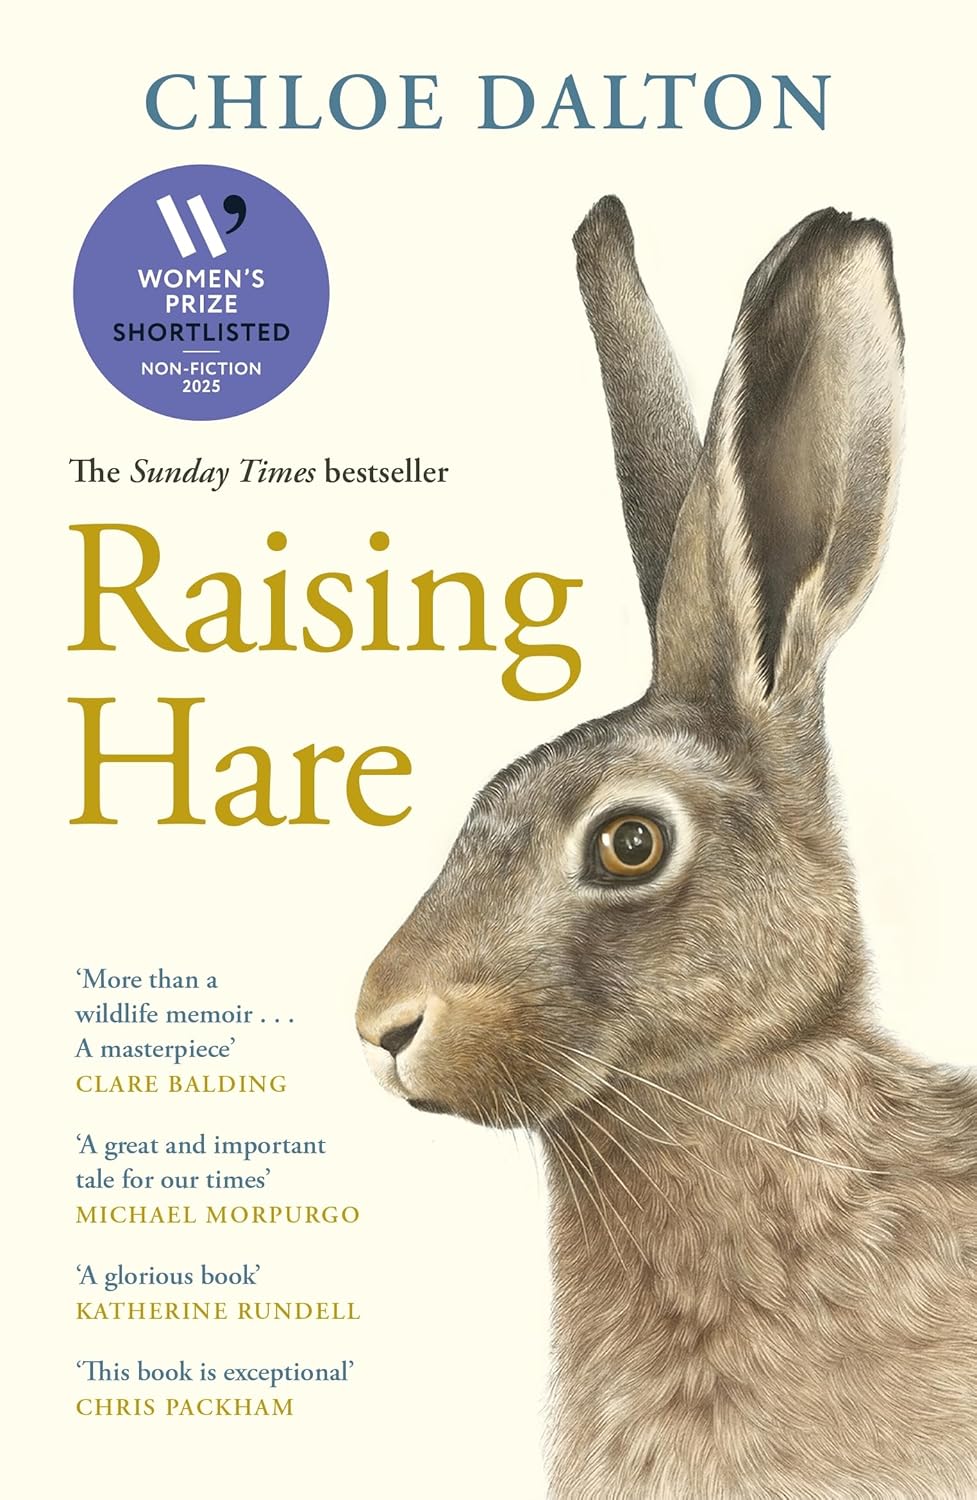 CHLOE DALTON
WOMEN'S
PRIZE
SHORTLISTED
NON-FICTION
2025
The Sunday Times bestseller
Raising
Hare
‘More than a
wildlife memoir . . .
A masterpiece’
CLARE BALDING
‘A great and important
tale for our times’
MICHAEL MORPURGO
‘A glorious book’
KATHERINE RUNDELL
‘This book is exceptional’
CHRIS PACKHAM